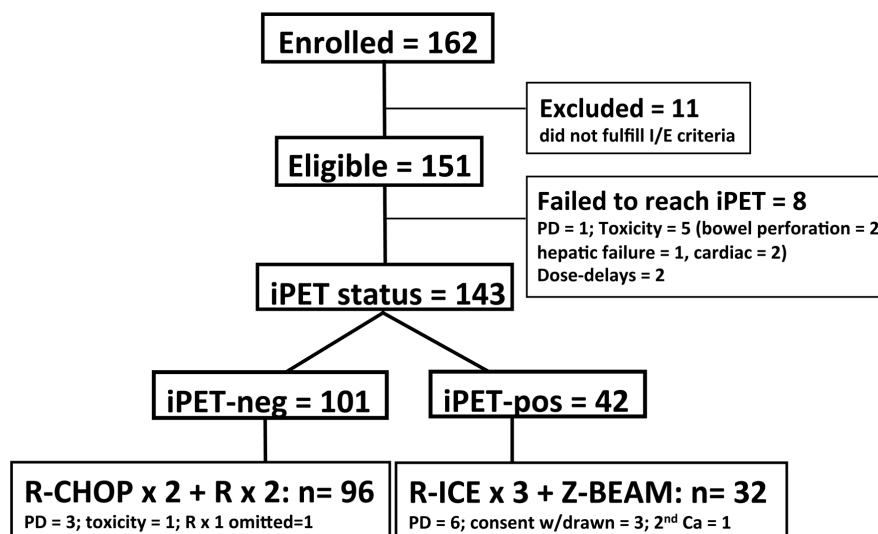 Enrolled = 162
Excluded = 11
did not fulfill I/E criteria
Eligible = 151
Failed to reach iPET = 8
PD = 1; Toxicity = 5 (bowel perforation = 2
hepatic failure = 1, cardiac = 2)
Dose-delays = 2
iPET status = 143
iPET-neg = 101
iPET-pos = 42
R-CHOP x 2 + R x 2: n= 96
PD = 3; toxicity = 1; R x 1 omitted=1
R-ICE x 3 + Z-BEAM: n= 32
PD = 6; consent w/drawn = 3; 2nd Ca = 1